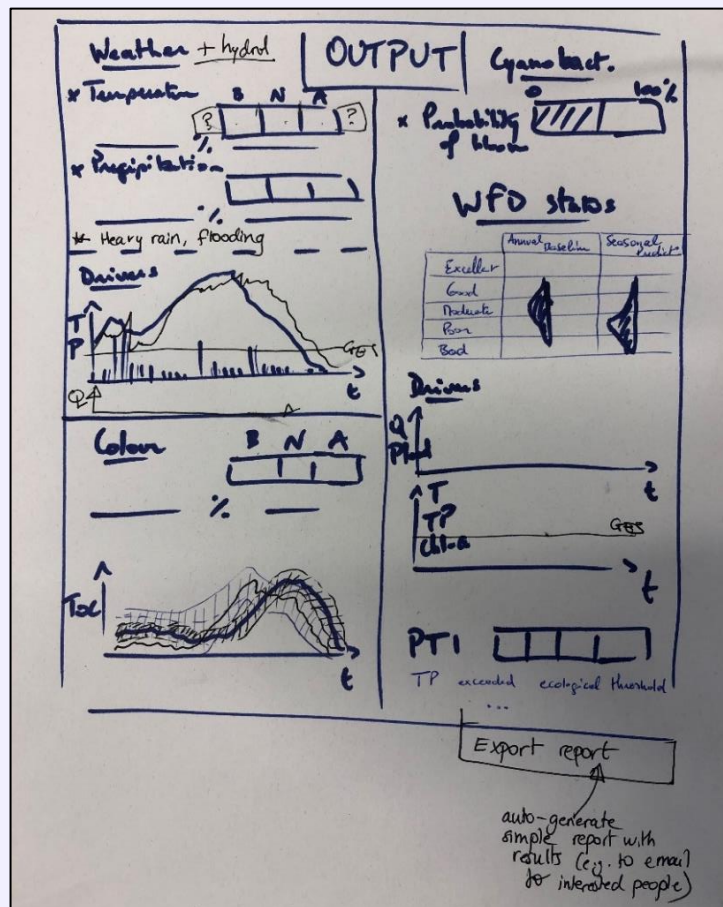 OUTPUT
Weather + hydrol
* Temperature
B N A
? ?
%
* Precipitation
%
* Heavy rain, flooding
Drivers
T
P
GES
t
Q
Colour
B N A
%
TOC
t
Cyanobact.
0 100%
* Probability
of bloom
WFD status
Annual Baseline Seasonal Predict
Excellent
Good
Moderate
Poor
Bad
Drivers
Q
t
T
TP
Chl-a
GES
t
PTI
TP exceeded ecological threshold
...
Export report
auto-generate
simple report with
results (e.g. to email
to interested people)